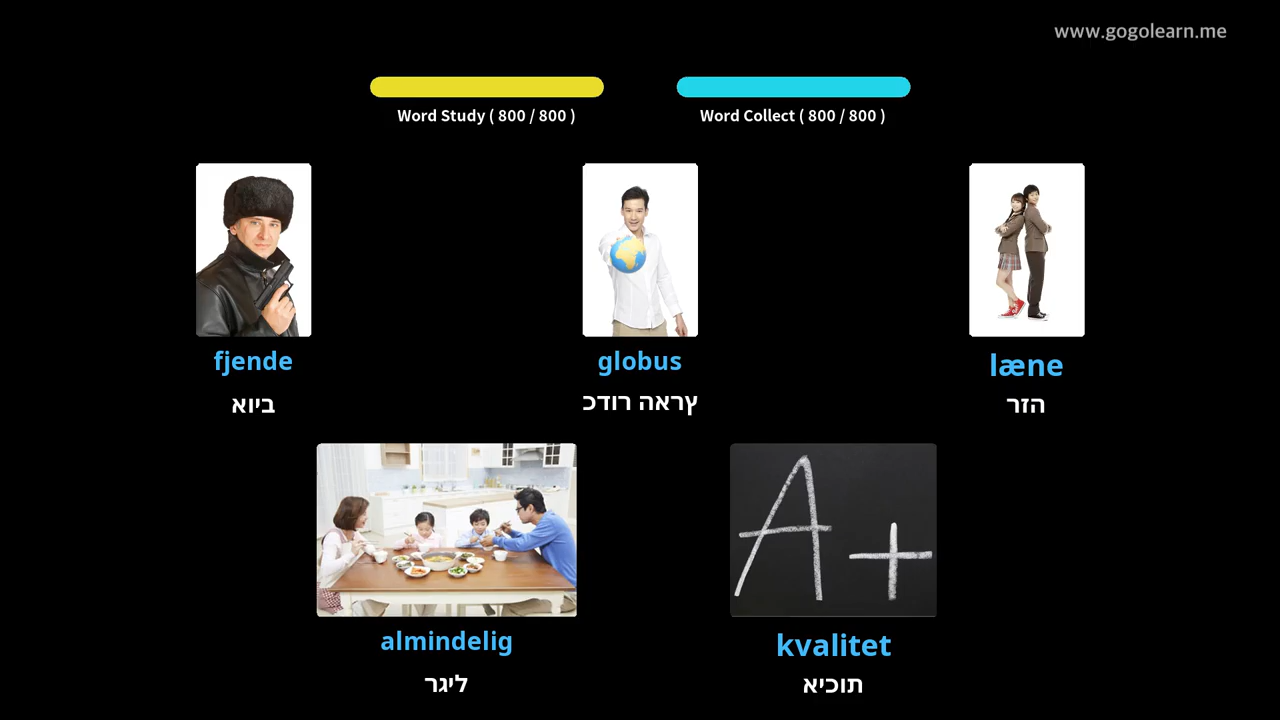 www.gogolearn.me
Word Study ( 800 / 800 )
Word Collect ( 800 / 800 )
fjende
ביוא
globus
ץראה רודכ
læne
הזר
almindelig
ליגר
kvalitet
תוכיא
A+